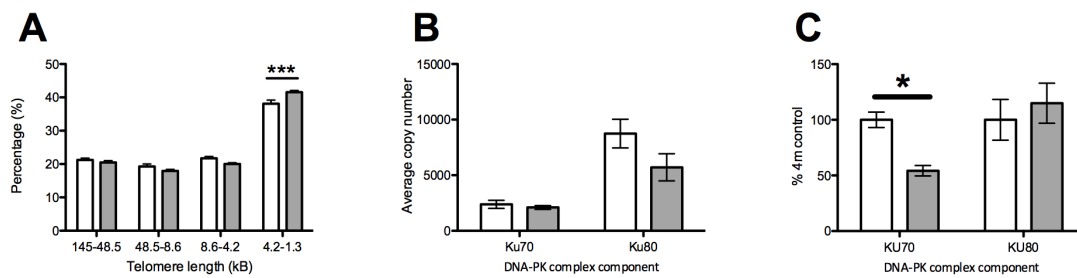 A
Percentage (%)
50
40
30
20
10
0
***
145-48.5 48.5-8.6 8.6-4.2 4.2-1.3
Telomere length (kB)
B
Average copy number
15000
10000
5000
0
Ku70 Ku80
DNA-PK complex component
C
% 4m control
150
100
50
0
*
KU70 KU80
DNA-PK complex component